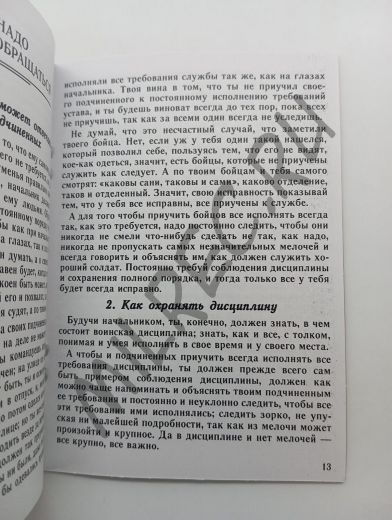 НАДО
ОБРАЩАТЬСЯ
исполняли все требования службы так же, как на глазах
начальника. Твоя вина в том, что ты не приучил свое-
го подчиненного к постоянному исполнению требований
устава, и ты будешь виноват всегда до тех пор, пока всех
не приучишь, так как за всеми один всегда не уследишь.
Не думай, что это несчастный случай, что заметили
твоего бойца. Нет, если уж у тебя один такой нашелся,
который позволил себе, пользуясь тем, что его не видят,
кое-как одеться, значит, есть бойцы, которые не приучены
служить как следует. А по твоим бойцам и на тебя самого
смотрят: «каковы сани, таковы и сами», каково отделение,
таков и отделенный. Значит, свою исправность показывай
тем, что у тебя все исправны, все приучены к службе.
А для того чтобы приучить бойцов все исполнять всегда
так, как это требуется, надо постоянно следить, чтобы они
никогда не смели что-нибудь сделать не так, как надо,
никогда не пропускать самых незначительных мелочей и
всегда говорить и объяснять, как должен служить хо-
роший солдат. Постоянно требуй соблюдения дисциплины
и сохранения полного порядка, и тогда только все у тебя
будет всегда исправно.
2. Как охранять дисциплину
Будучи начальником, ты, конечно, должен знать, в чем
состоит воинская дисциплина; знать, как и все, с толком,
понимая и умея применить в свое время и у своего места.
А чтобы и подчиненных приучить всегда исполнять все
требования дисциплины, ты должен прежде всего сам
быть примером соблюдения дисциплины, должен как
можно чаще напоминать и объяснять твоим подчиненным
ее требования и постоянно и неуклонно следить, чтобы все
эти требования ими исполнялись; следить зорко, не упу-
ская ни малейшей подробности, так как из мелочи может
произойти и крупное. Да в дисциплине и нет мелочей —
все крупно, все важно.
13
MILREC.RU